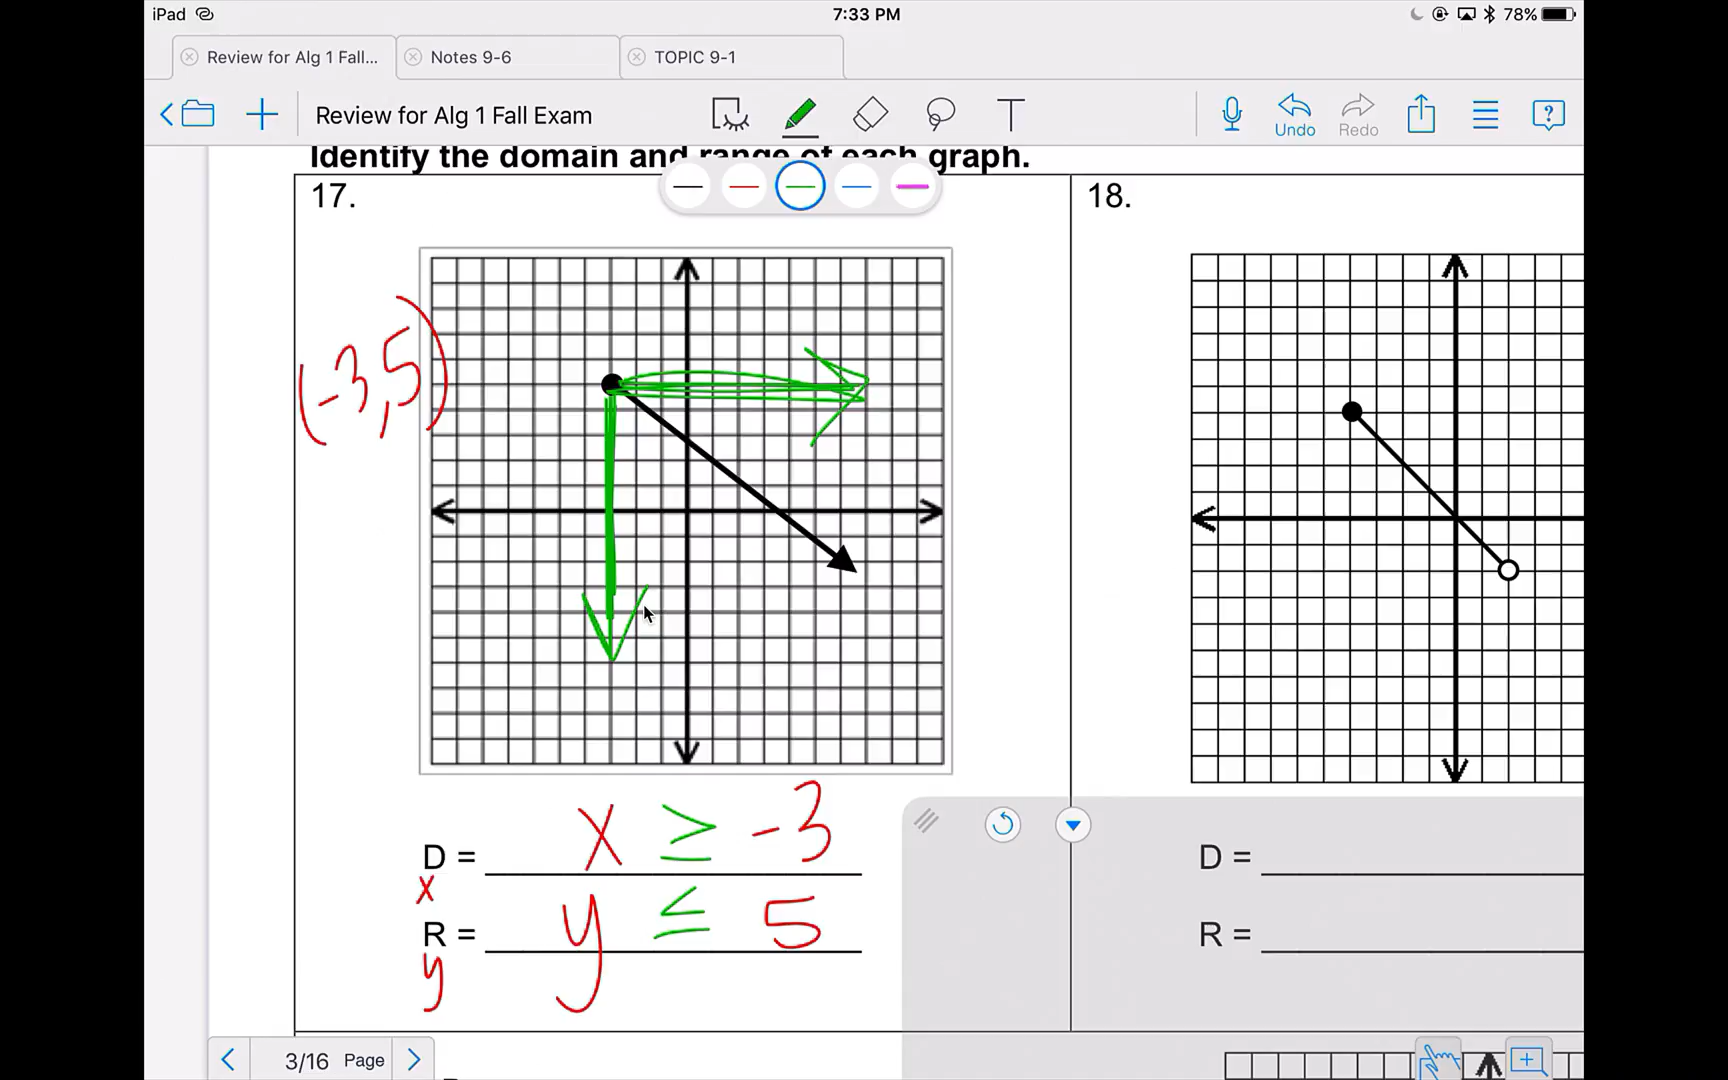 iPad 7:33 PM 78%
Review for Alg 1 Fall... Notes 9-6 TOPIC 9-1
Review for Alg 1 Fall Exam T Undo Redo
Identify the domain and range of each graph.
17. 18.
(-3,5)
D = x ≥ -3 D =
x
R = y ≤ 5 R =
y
3/16 Page